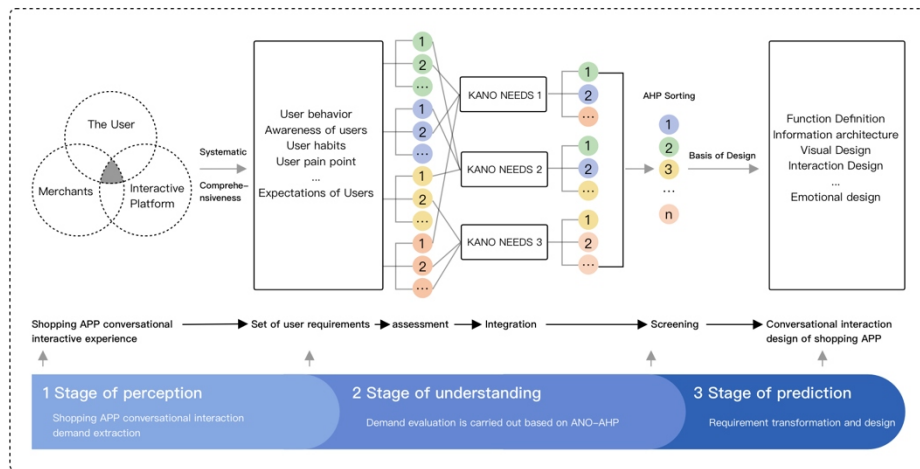 The User
Merchants
Interactive
Platform
Systematic
Comprehe-
nsiveness
User behavior
Awareness of users
User habits
User pain point
...
Expectations of Users
1
2
...
1
2
...
1
2
...
1
2
...
KANO NEEDS 1
KANO NEEDS 2
KANO NEEDS 3
1
2
...
1
2
...
1
2
...
AHP Sorting
1
2
3
...
n
Basis of Design
Function Defnition
Information architecture
Visual Design
Interaction Design
...
Emotional design
Shopping APP conversational
interactive experience
Set of user requirements
assessment
Integration
Screening
Conversational interaction
design of shopping APP
1 Stage of perception
Shopping APP conversational interaction
demand extraction
2 Stage of understanding
Demand evaluation is carried out based on ANO-AHP
3 Stage of prediction
Requirement transformation and design